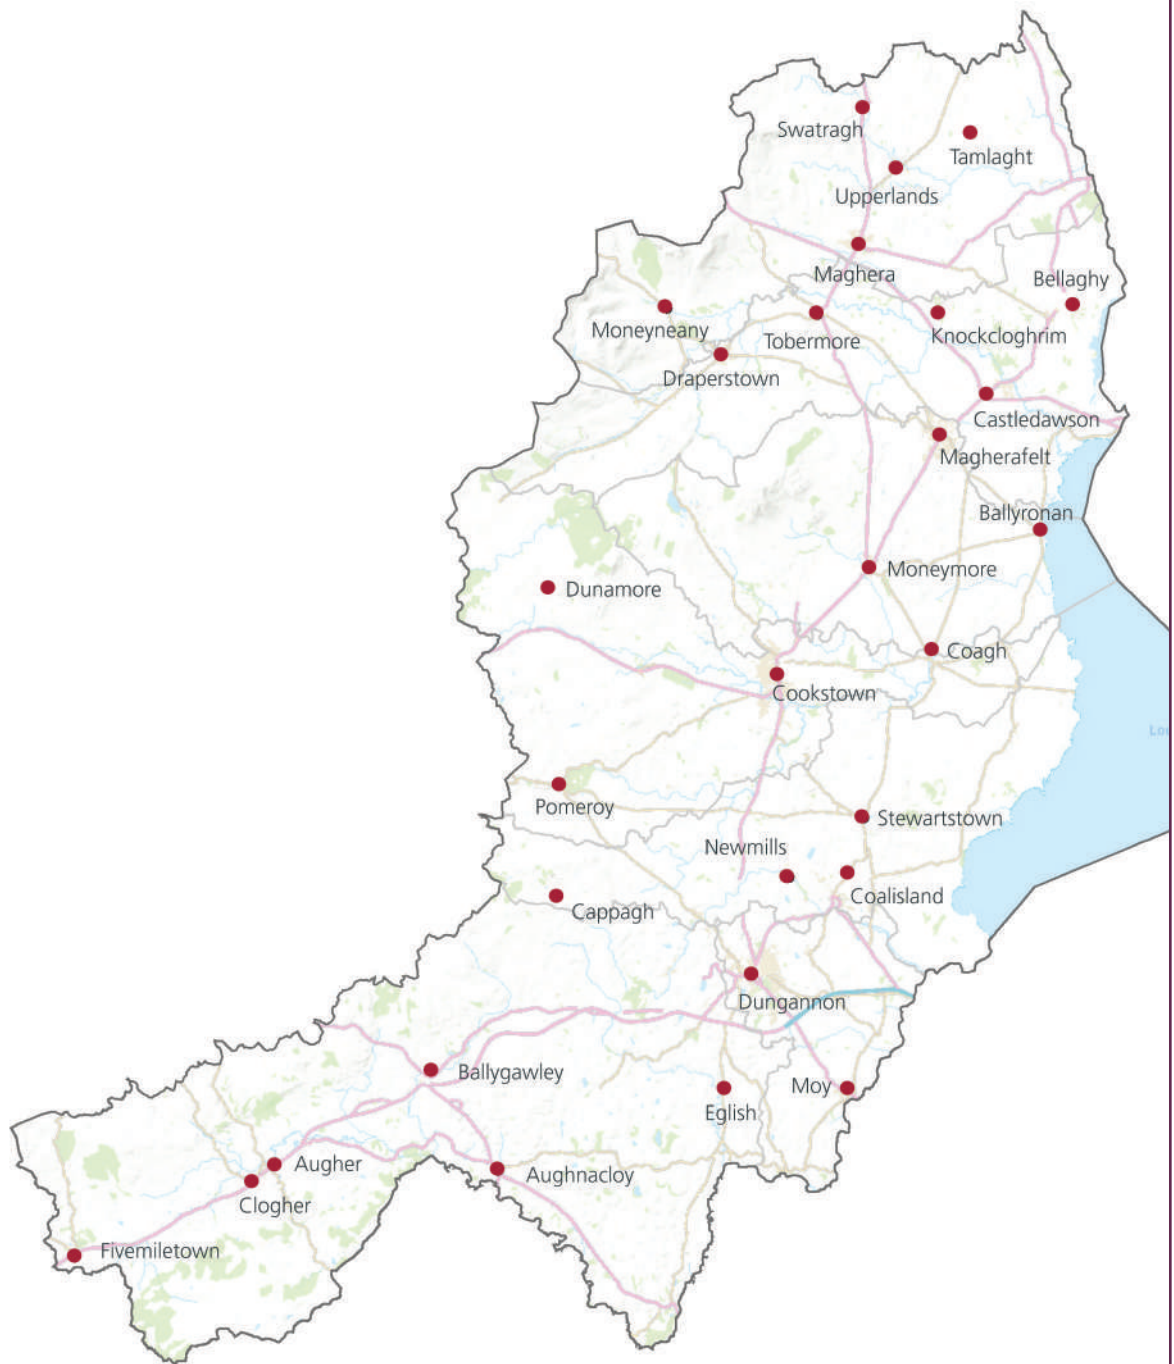 Swatragh
Tamlaght
Upperlands
Maghera
Bellaghy
Moneyneany
Tobermore
Knockcloghrim
Draperstown
Castledawson
Magherafelt
Ballyronan
Moneymore
Dunamore
Coagh
Cookstown
Pomeroy
Stewartstown
Newmills
Coalisland
Cappagh
Dungannon
Ballygawley
Moy
Eglish
Augher
Aughnacloy
Clogher
Fivemiletown